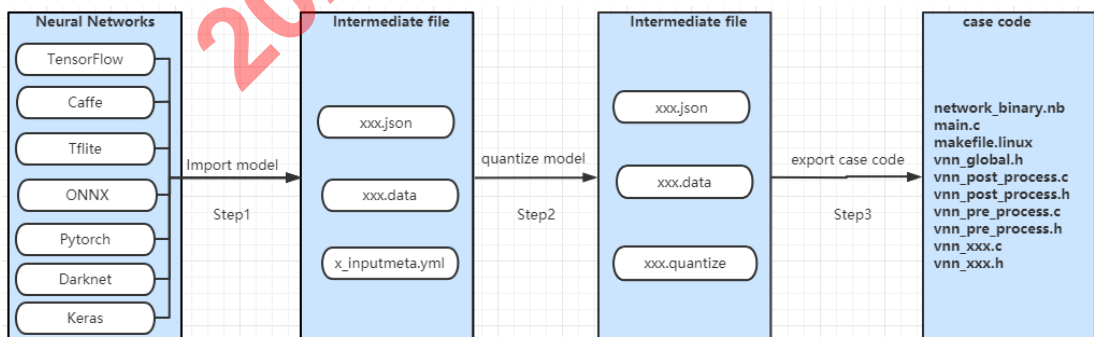 Neural Networks
TensorFlow
Caffe
Tflite
ONNX
Pytorch
Darknet
Keras
Import model
Step1
Intermediate file
xxx.json
xxx.data
x_inputmeta.yml
quantize model
Step2
Intermediate file
xxx.json
xxx.data
xxx.quantize
export case code
Step3
case code
network_binary.nb
main.c
makefile.linux
vnn_global.h
vnn_post_process.c
vnn_post_process.h
vnn_pre_process.c
vnn_pre_process.h
vnn_xxx.c
vnn_xxx.h
20